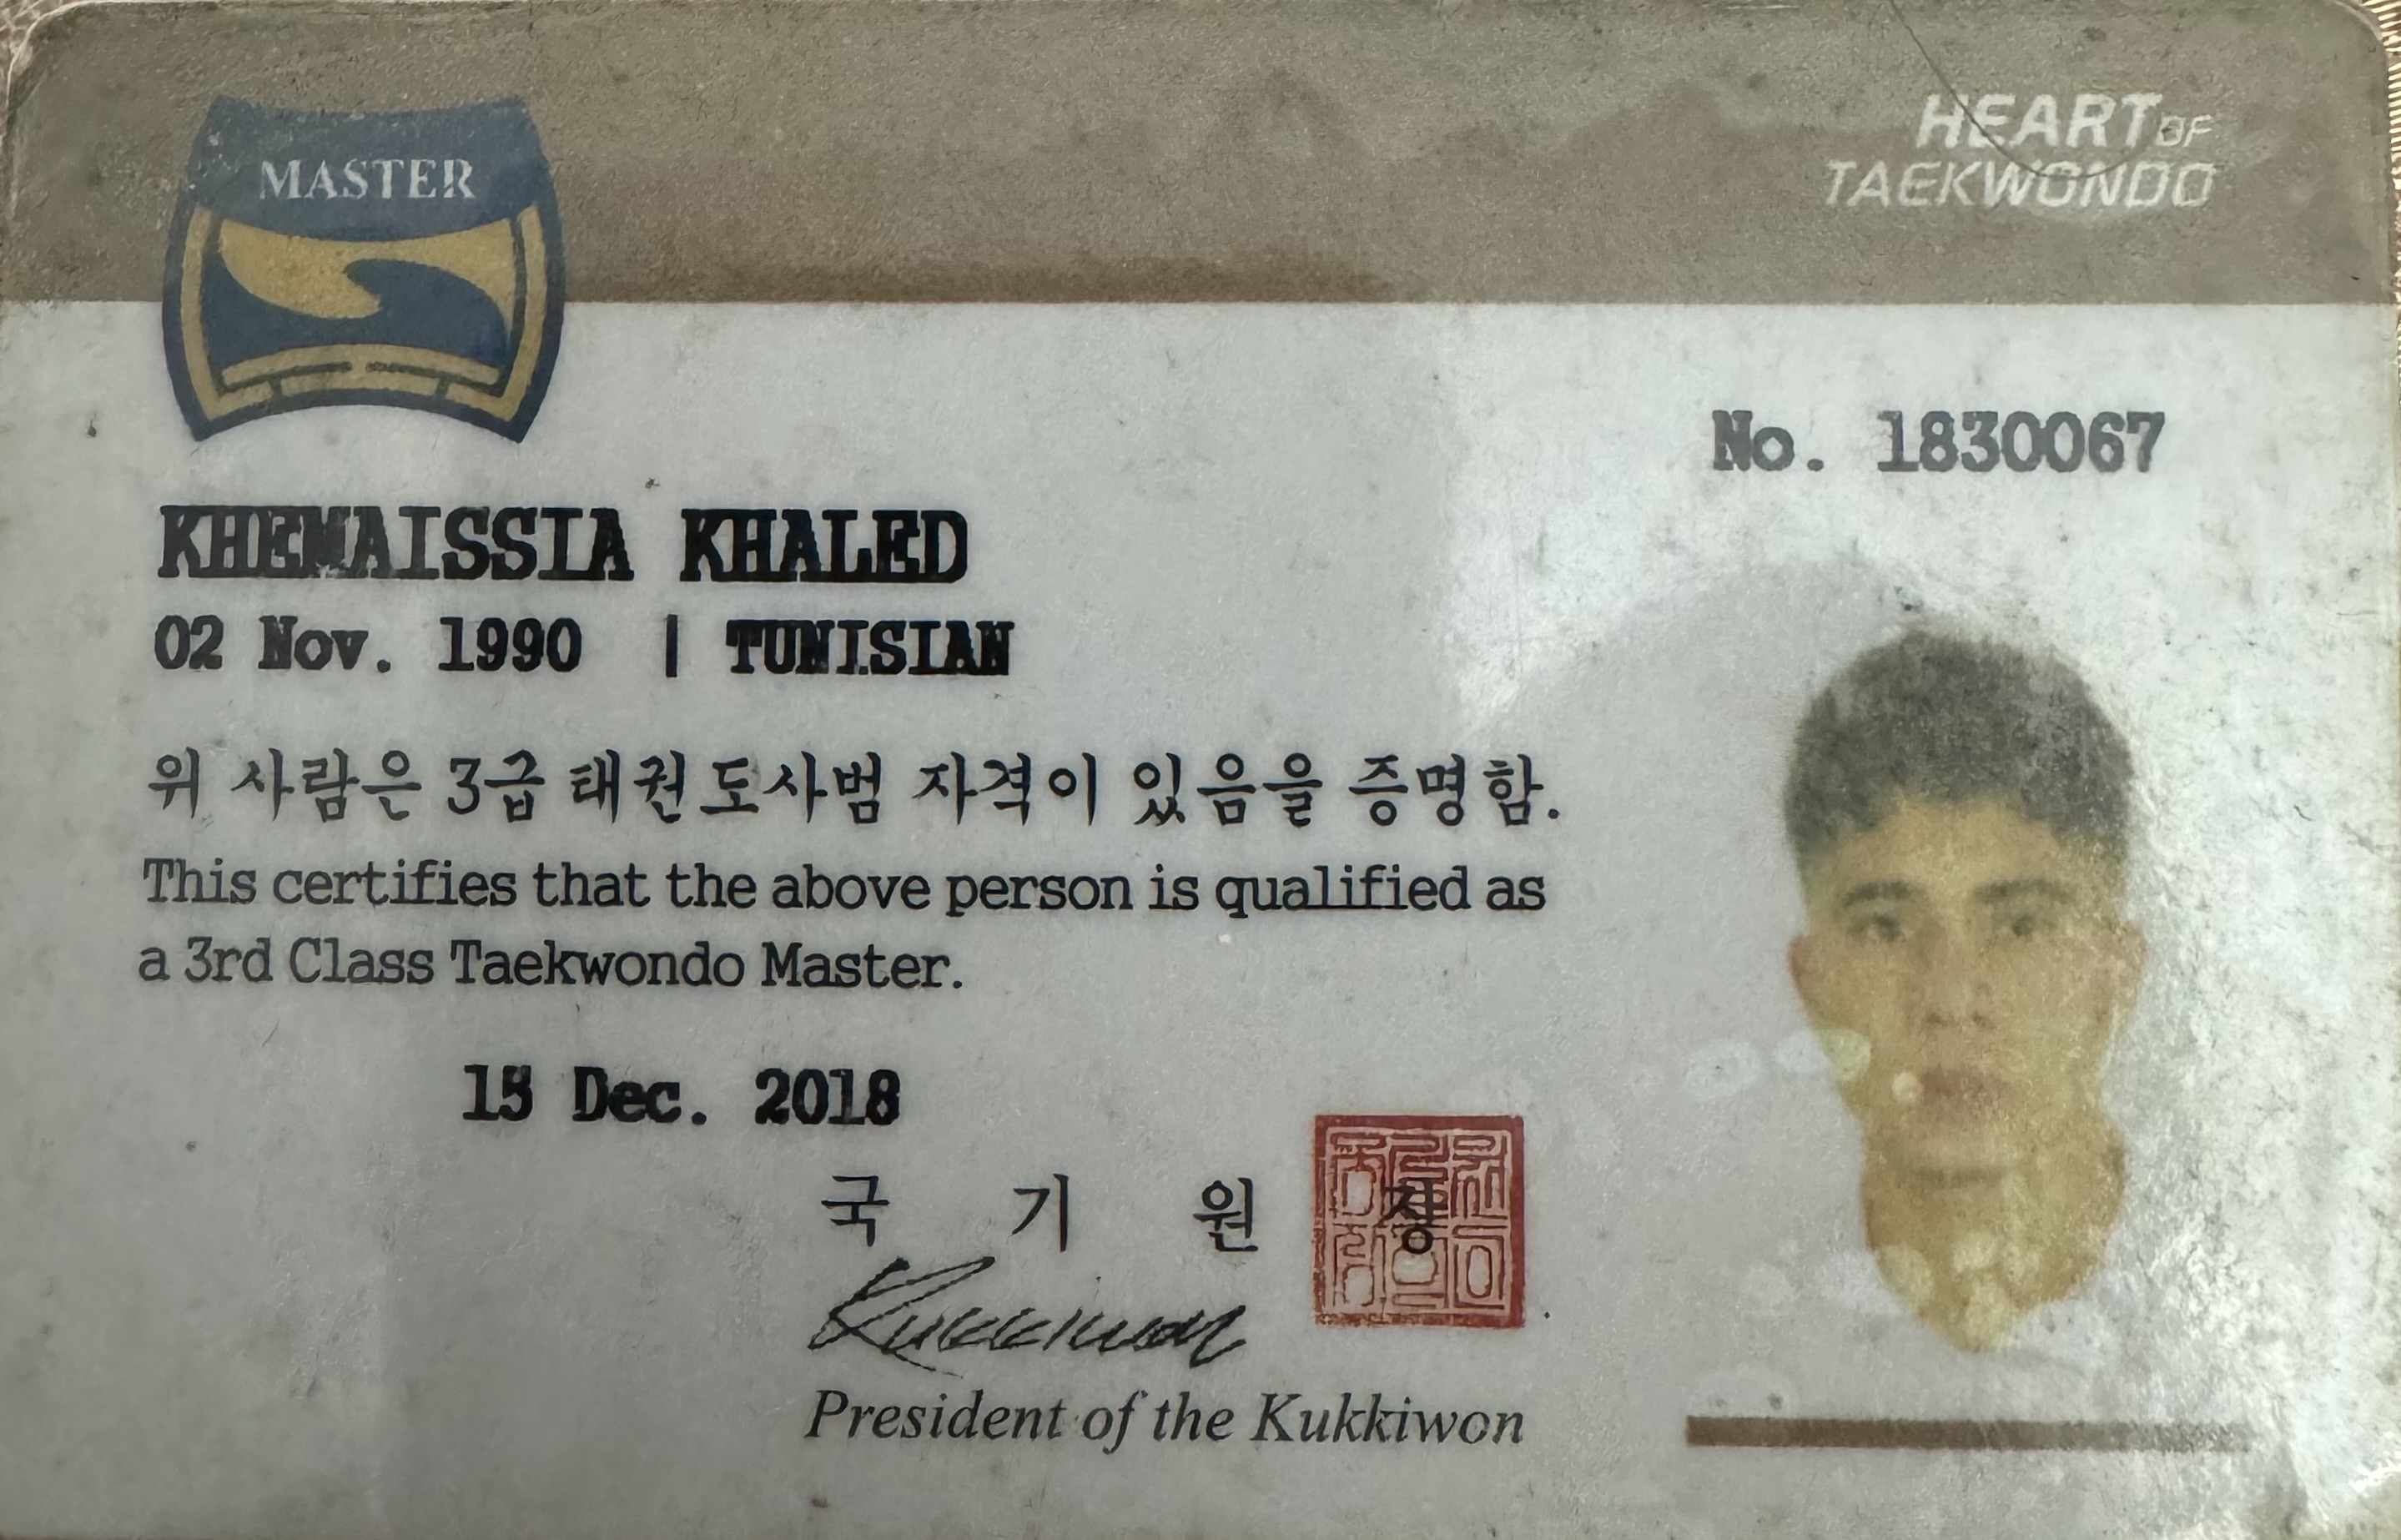 MASTER
HEART OF
TAEKWONDO
No. 1830067
KHEMAISSIA KHALED
02 Nov. 1990 | TUNISIAN
위 사람은 3급 태권도사범 자격이 있음을 증명함.
This certifies that the above person is qualified as
a 3rd Class Taekwondo Master.
Dec. 2018
국 기 원 장
Kukkiwon
President of the Kukkiwon